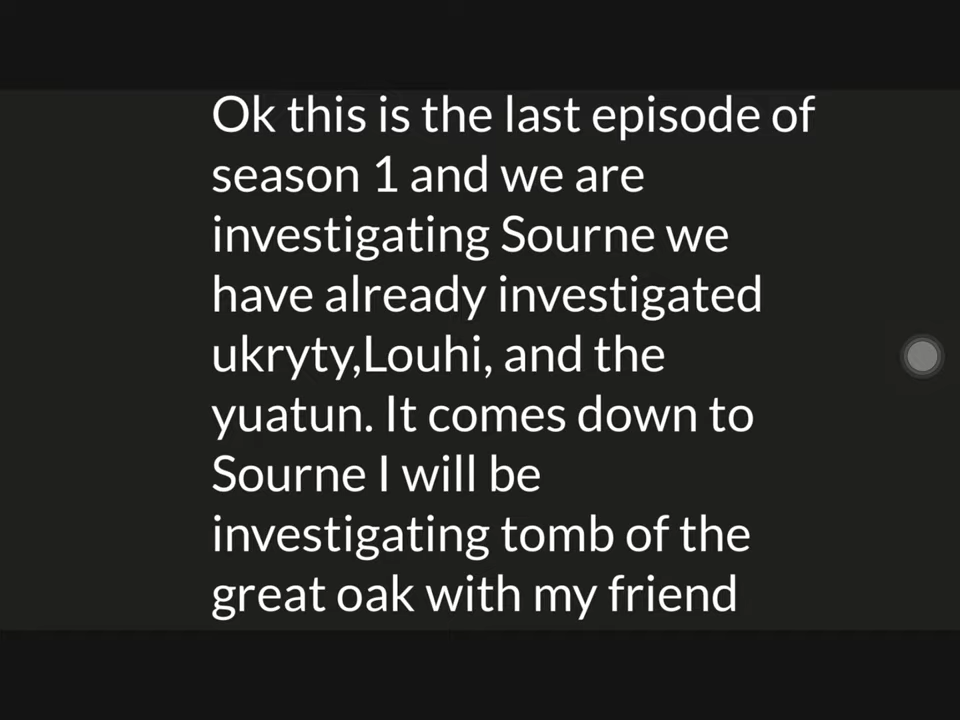 Ok this is the last episode of
season 1 and we are
investigating Sourne we
have already investigated
ukryty,Louhi, and the
yuatun. It comes down to
Sourne I will be
investigating tomb of the
great oak with my friend